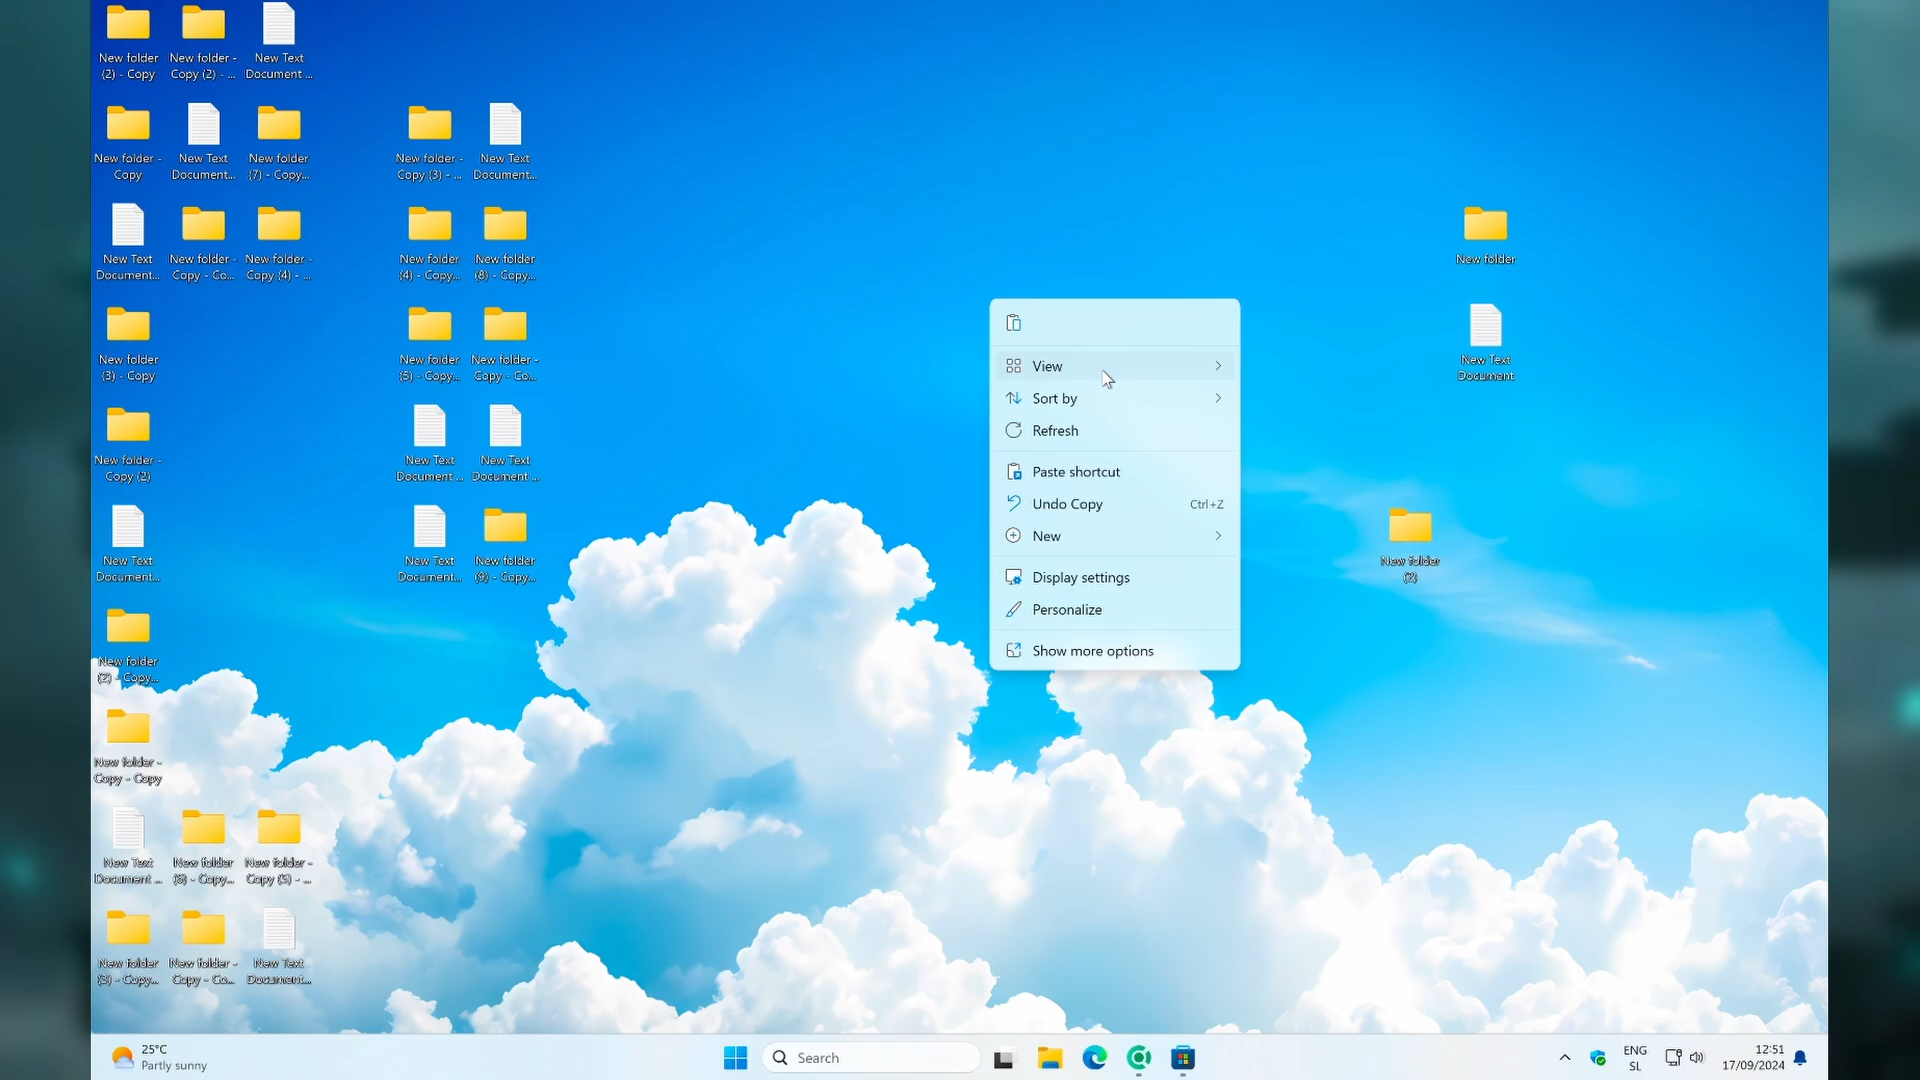 New folder
(2) - Copy
New folder -
Copy (2) - ...
New Text
Document ...
New folder -
Copy
New Text
Document...
New folder
(7) - Copy...
New folder -
Copy (3) - ...
New Text
Document...
New Text
Document...
New folder -
Copy - Co...
New folder -
Copy (4) - ...
New folder
(4) - Copy...
New folder
(8) - Copy...
New folder
New folder
(3) - Copy
New folder
(5) - Copy...
New folder -
Copy - Co...
New Text
Document
New folder -
Copy (2)
New Text
Document ...
New Text
Document ...
New Text
Document...
New Text
Document...
New folder
(9) - Copy...
New folder
(2)
New folder
(2) - Copy...
New folder -
Copy - Copy
New Text
Document ...
New folder
(6) - Copy...
New folder -
Copy (5) - ...
New folder
(3) - Copy...
New folder -
Copy - Co...
New Text
Document...
View
Sort by
Refresh
Paste shortcut
Undo Copy Ctrl+Z
New
Display settings
Personalize
Show more options
25°C
Partly sunny
Search
ENG
SL
12:51
17/09/2024